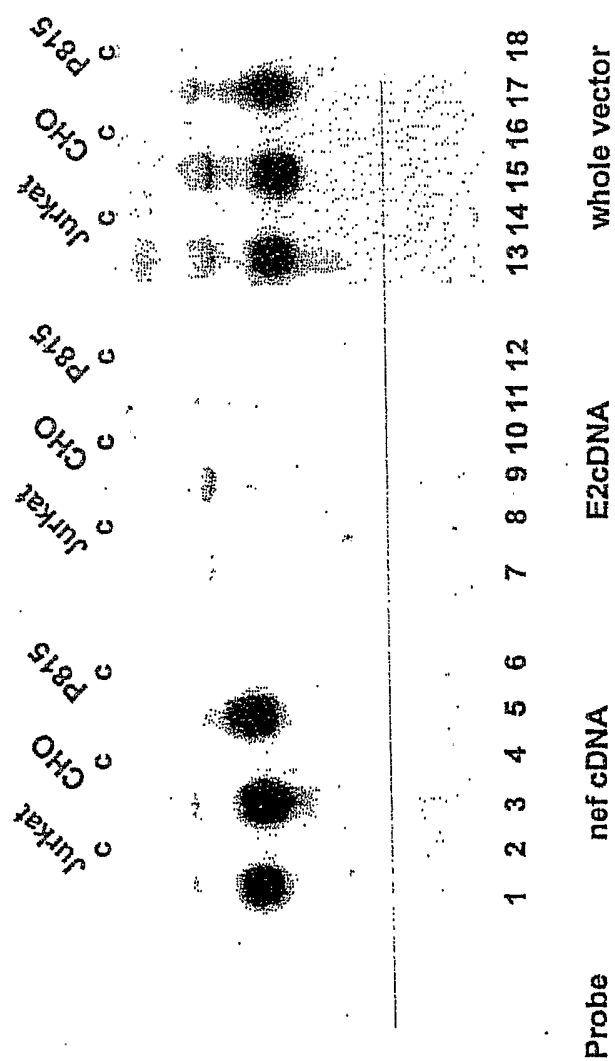 Jurkat CHO P815 Jurkat CHO P815 Jurkat CHO P815
c c c c c c c c c
1 2 3 4 5 6 7 8 9 10 11 12 13 14 15 16 17 18
Probe nef cDNA E2cDNA whole vector